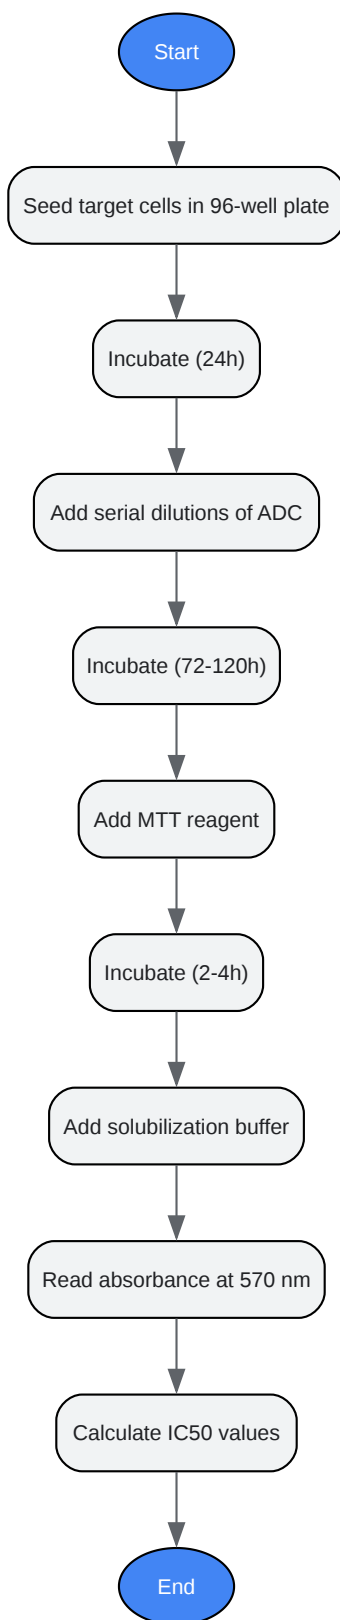 Start
Seed target cells in 96-well plate
Incubate (24h)
Add serial dilutions of ADC
Incubate (72-120h)
Add MTT reagent
Incubate (2-4h)
Add solubilization buffer
Read absorbance at 570 nm
Calculate IC50 values
End